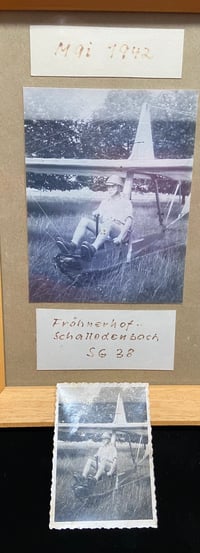 Mai 1942
Fröhnerhof-
Schallodenbach
SG 38